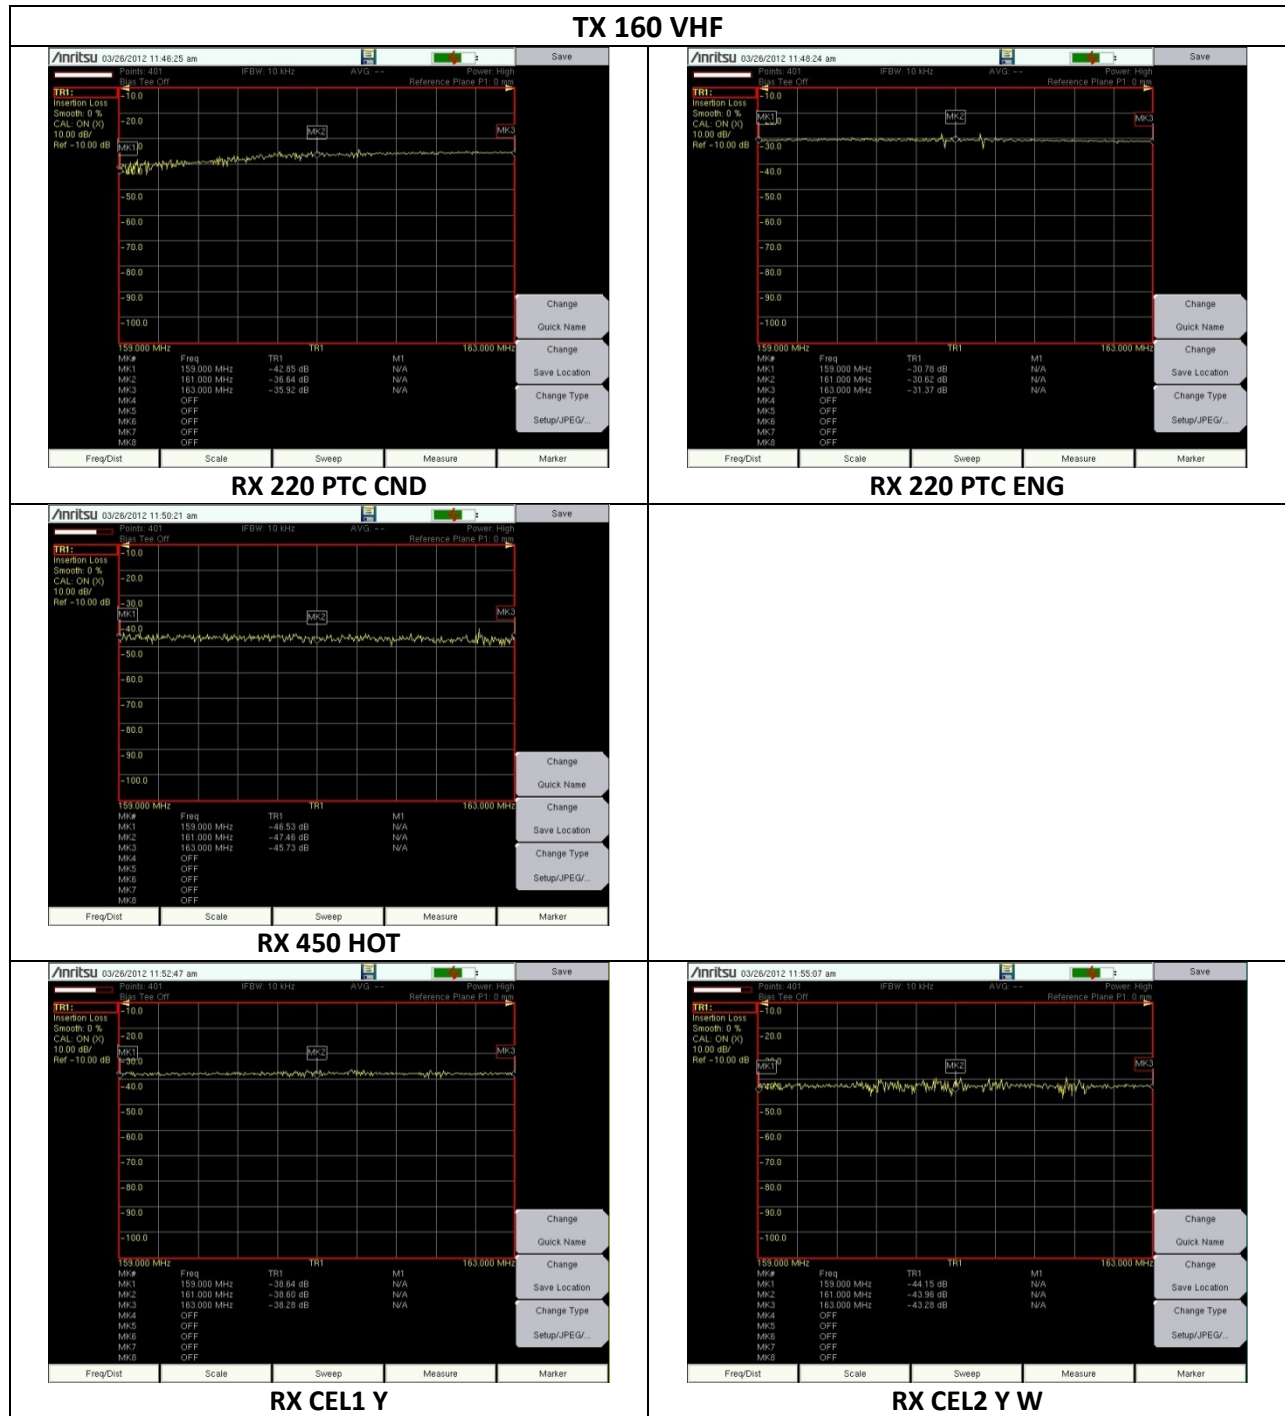 TX 160 VHF
Anritsu 03/26/2012 11:46:25 am
Save
Points: 401 IFBW: 10 kHz AVG: -- Power: High
Bias Tee Off Reference Plane P1: 0 mm
TR1:
Insertion Loss
Smooth: 0 %
CAL: ON (X)
10.00 dB/
Ref -10.00 dB
-10.0
-20.0
MK1 MK2 MK3
-50.0
-60.0
-70.0
-80.0
-90.0
-100.0
Change
Quick Name
Change
Save Location
Change Type
Setup/JPEG/...
159.000 MHz TR1 163.000 MHz
MK# Freq TR1 M1
MK1 159.000 MHz -42.85 dB N/A
MK2 161.000 MHz -36.64 dB N/A
MK3 163.000 MHz -35.92 dB N/A
MK4 OFF
MK5 OFF
MK6 OFF
MK7 OFF
MK8 OFF
Freq/Dist Scale Sweep Measure Marker
RX 220 PTC CND
Anritsu 03/26/2012 11:48:24 am
Save
Points: 401 IFBW: 10 kHz AVG: -- Power: High
Bias Tee Off Reference Plane P1: 0 mm
TR1:
Insertion Loss
Smooth: 0 %
CAL: ON (X)
10.00 dB/
Ref -10.00 dB
-10.0
MK1 MK2 MK3
-30.0
-40.0
-50.0
-60.0
-70.0
-80.0
-90.0
-100.0
Change
Quick Name
Change
Save Location
Change Type
Setup/JPEG/...
159.000 MHz TR1 163.000 MHz
MK# Freq TR1 M1
MK1 159.000 MHz -30.78 dB N/A
MK2 161.000 MHz -30.62 dB N/A
MK3 163.000 MHz -31.37 dB N/A
MK4 OFF
MK5 OFF
MK6 OFF
MK7 OFF
MK8 OFF
Freq/Dist Scale Sweep Measure Marker
RX 220 PTC ENG
Anritsu 03/26/2012 11:50:21 am
Save
Points: 401 IFBW: 10 kHz AVG: -- Power: High
Bias Tee Off Reference Plane P1: 0 mm
TR1:
Insertion Loss
Smooth: 0 %
CAL: ON (X)
10.00 dB/
Ref -10.00 dB
-10.0
-20.0
-30.0
MK1 MK2 MK3
-40.0
-50.0
-60.0
-70.0
-80.0
-90.0
-100.0
Change
Quick Name
Change
Save Location
Change Type
Setup/JPEG/...
159.000 MHz TR1 163.000 MHz
MK# Freq TR1 M1
MK1 159.000 MHz -46.53 dB N/A
MK2 161.000 MHz -47.46 dB N/A
MK3 163.000 MHz -45.73 dB N/A
MK4 OFF
MK5 OFF
MK6 OFF
MK7 OFF
MK8 OFF
Freq/Dist Scale Sweep Measure Marker
RX 450 HOT
Anritsu 03/26/2012 11:52:47 am
Save
Points: 401 IFBW: 10 kHz AVG: -- Power: High
Bias Tee Off Reference Plane P1: 0 mm
TR1:
Insertion Loss
Smooth: 0 %
CAL: ON (X)
10.00 dB/
Ref -10.00 dB
-10.0
-20.0
MK1 MK2 MK3
-30.0
-40.0
-50.0
-60.0
-70.0
-80.0
-90.0
-100.0
Change
Quick Name
Change
Save Location
Change Type
Setup/JPEG/...
159.000 MHz TR1 163.000 MHz
MK# Freq TR1 M1
MK1 159.000 MHz -38.64 dB N/A
MK2 161.000 MHz -38.60 dB N/A
MK3 163.000 MHz -38.28 dB N/A
MK4 OFF
MK5 OFF
MK6 OFF
MK7 OFF
MK8 OFF
Freq/Dist Scale Sweep Measure Marker
RX CEL1 Y
Anritsu 03/26/2012 11:55:07 am
Save
Points: 401 IFBW: 10 kHz AVG: -- Power: High
Bias Tee Off Reference Plane P1: 0 mm
TR1:
Insertion Loss
Smooth: 0 %
CAL: ON (X)
10.00 dB/
Ref -10.00 dB
-10.0
-20.0
MK1 MK2 MK3
-50.0
-60.0
-70.0
-80.0
-90.0
-100.0
Change
Quick Name
Change
Save Location
Change Type
Setup/JPEG/...
159.000 MHz TR1 163.000 MHz
MK# Freq TR1 M1
MK1 159.000 MHz -44.15 dB N/A
MK2 161.000 MHz -43.96 dB N/A
MK3 163.000 MHz -43.28 dB N/A
MK4 OFF
MK5 OFF
MK6 OFF
MK7 OFF
MK8 OFF
Freq/Dist Scale Sweep Measure Marker
RX CEL2 Y W